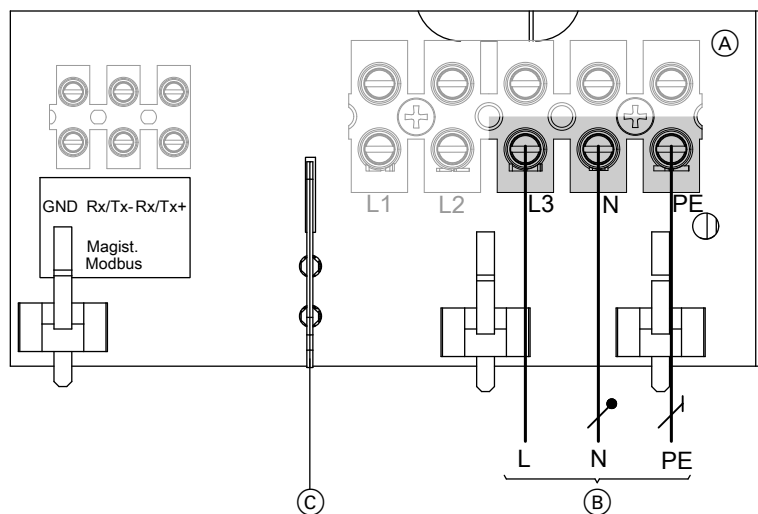 A
L1 L2 L3 N PE
GND Rx/Tx- Rx/Tx+
Magist.
Modbus
L N PE
C B